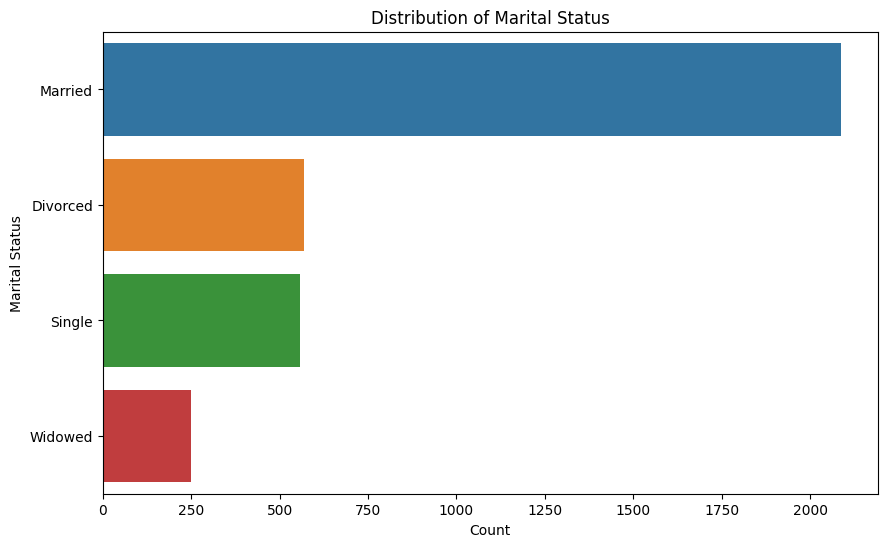 Distribution of Marital Status
Marital Status
Married
Divorced
Single
Widowed
0 250 500 750 1000 1250 1500 1750 2000
Count